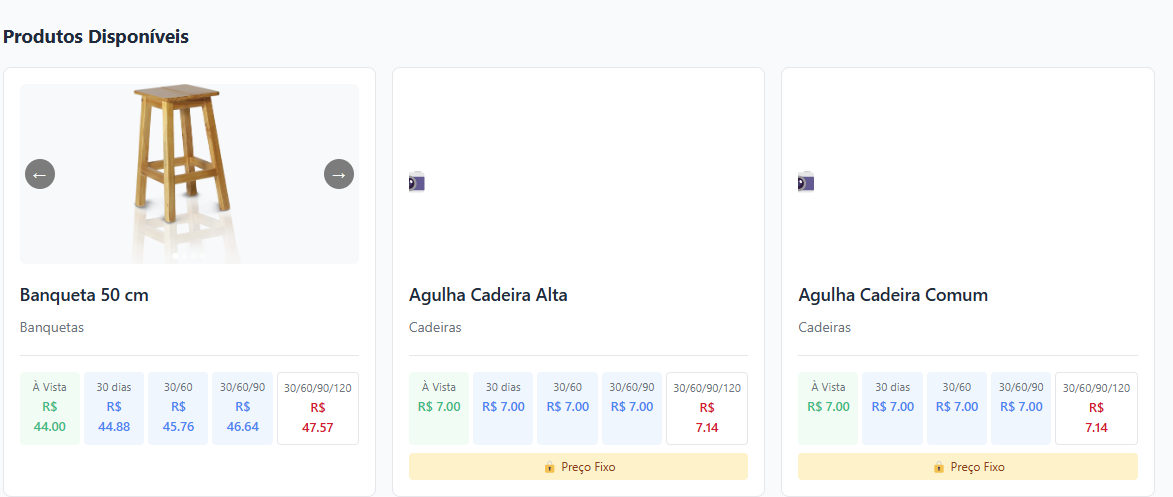 Produtos Disponíveis
←
→
Banqueta 50 cm
Banquetas
À Vista
R$
44.00
30 dias
R$
44.88
30/60
R$
45.76
30/60/90
R$
46.64
30/60/90/120
R$
47.57
Agulha Cadeira Alta
Cadeiras
À Vista
R$ 7.00
30 dias
R$ 7.00
30/60
R$ 7.00
30/60/90
R$ 7.00
30/60/90/120
R$
7.14
🔒 Preço Fixo
Agulha Cadeira Comum
Cadeiras
À Vista
R$ 7.00
30 dias
R$ 7.00
30/60
R$ 7.00
30/60/90
R$ 7.00
30/60/90/120
R$
7.14
🔒 Preço Fixo